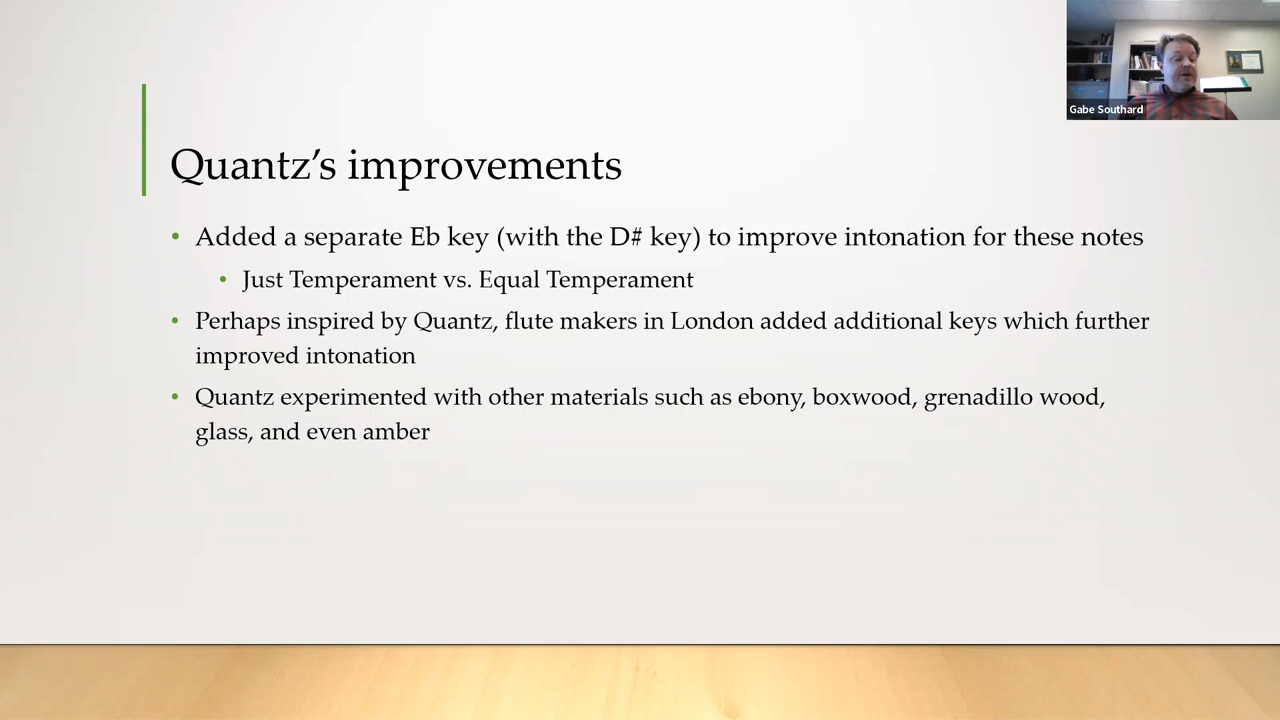 Gabe Southard
Quantz’s improvements
• Added a separate Eb key (with the D# key) to improve intonation for these notes
• Just Temperament vs. Equal Temperament
• Perhaps inspired by Quantz, flute makers in London added additional keys which further
improved intonation
• Quantz experimented with other materials such as ebony, boxwood, grenadillo wood,
glass, and even amber